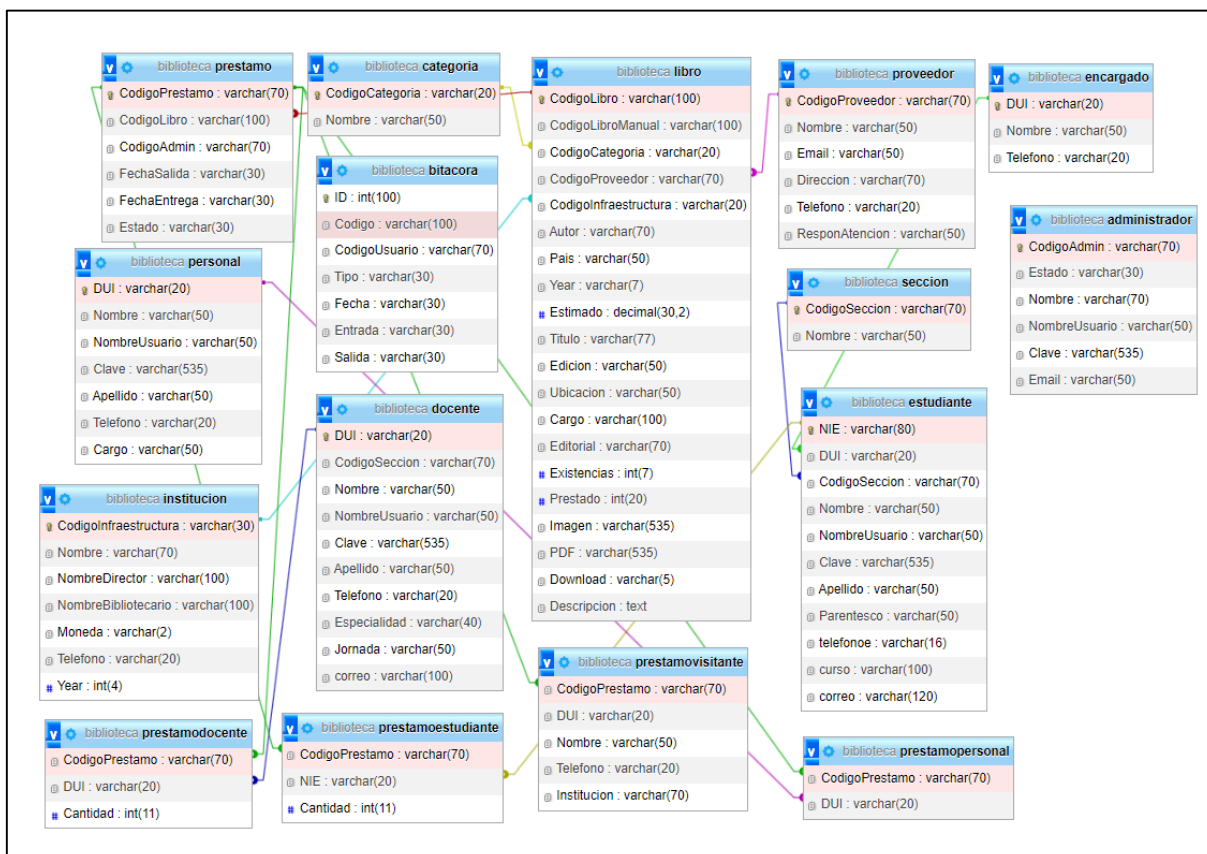 biblioteca prestamo
CodigoPrestamo : varchar(70)
CodigoLibro : varchar(100)
CodigoAdmin : varchar(70)
FechaSalida : varchar(30)
FechaEntrega : varchar(30)
Estado : varchar(30)
biblioteca categoria
CodigoCategoria : varchar(20)
Nombre : varchar(50)
biblioteca libro
CodigoLibro : varchar(100)
CodigoLibroManual : varchar(100)
CodigoCategoria : varchar(20)
CodigoProveedor : varchar(70)
CodigoInfraestructura : varchar(20)
Autor : varchar(70)
Pais : varchar(50)
Year : varchar(7)
# Estimado : decimal(30,2)
Titulo : varchar(77)
Edicion : varchar(50)
Ubicacion : varchar(50)
Cargo : varchar(100)
Editorial : varchar(70)
# Existencias : int(7)
# Prestado : int(20)
Imagen : varchar(535)
PDF : varchar(535)
Download : varchar(5)
Descripcion : text
biblioteca proveedor
CodigoProveedor : varchar(70)
Nombre : varchar(50)
Email : varchar(50)
Direccion : varchar(70)
Telefono : varchar(20)
ResponAtencion : varchar(50)
biblioteca encargado
DUI : varchar(20)
Nombre : varchar(50)
Telefono : varchar(20)
biblioteca bitacora
ID : int(100)
Codigo : varchar(100)
CodigoUsuario : varchar(70)
Tipo : varchar(30)
Fecha : varchar(30)
Entrada : varchar(30)
Salida : varchar(30)
biblioteca administrador
CodigoAdmin : varchar(70)
Estado : varchar(30)
Nombre : varchar(70)
NombreUsuario : varchar(50)
Clave : varchar(535)
Email : varchar(50)
biblioteca personal
DUI : varchar(20)
Nombre : varchar(50)
NombreUsuario : varchar(50)
Clave : varchar(535)
Apellido : varchar(50)
Telefono : varchar(20)
Cargo : varchar(50)
biblioteca seccion
CodigoSeccion : varchar(70)
Nombre : varchar(50)
biblioteca docente
DUI : varchar(20)
CodigoSeccion : varchar(70)
Nombre : varchar(50)
NombreUsuario : varchar(50)
Clave : varchar(535)
Apellido : varchar(50)
Telefono : varchar(20)
Especialidad : varchar(40)
Jornada : varchar(50)
correo : varchar(100)
biblioteca estudiante
NIE : varchar(80)
DUI : varchar(20)
CodigoSeccion : varchar(70)
Nombre : varchar(50)
NombreUsuario : varchar(50)
Clave : varchar(535)
Apellido : varchar(50)
Parentesco : varchar(50)
telefonoe : varchar(16)
curso : varchar(100)
correo : varchar(120)
biblioteca institucion
CodigoInfraestructura : varchar(30)
Nombre : varchar(70)
NombreDirector : varchar(100)
NombreBibliotecario : varchar(100)
Moneda : varchar(2)
Telefono : varchar(20)
# Year : int(4)
biblioteca prestamovisitante
CodigoPrestamo : varchar(70)
DUI : varchar(20)
Nombre : varchar(50)
Telefono : varchar(20)
Institucion : varchar(70)
biblioteca prestamodocente
CodigoPrestamo : varchar(70)
DUI : varchar(20)
# Cantidad : int(11)
biblioteca prestamoestudiante
CodigoPrestamo : varchar(70)
NIE : varchar(20)
# Cantidad : int(11)
biblioteca prestamopersonal
CodigoPrestamo : varchar(70)
DUI : varchar(20)